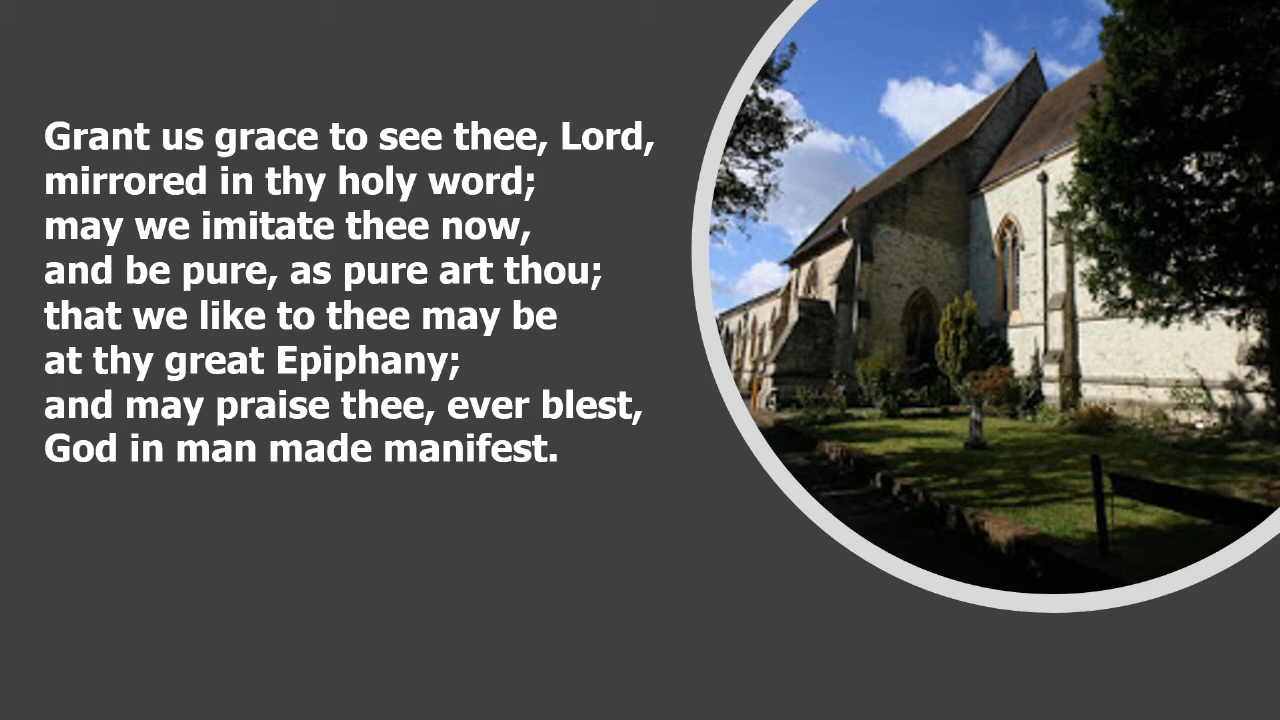 Grant us grace to see thee, Lord,
mirrored in thy holy word;
may we imitate thee now,
and be pure, as pure art thou;
that we like to thee may be
at thy great Epiphany;
and may praise thee, ever blest,
God in man made manifest.